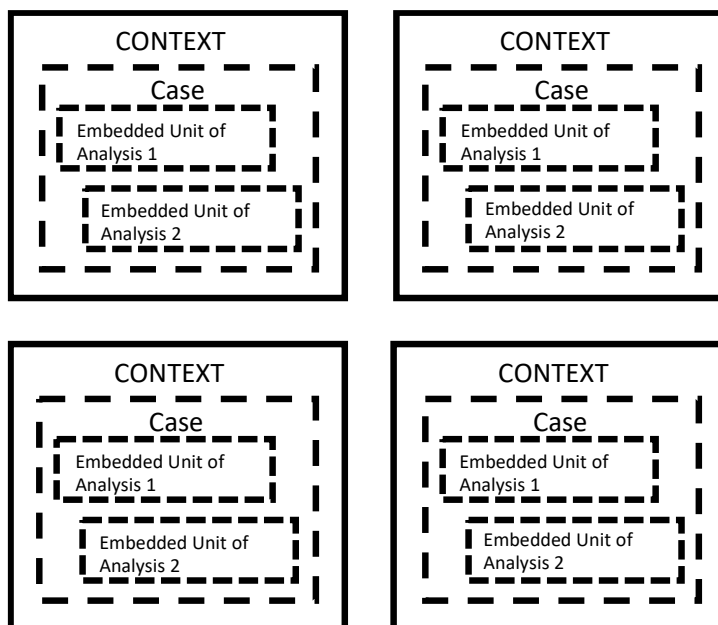 CONTEXT
Case
Embedded Unit of
Analysis 1
Embedded Unit of
Analysis 2
CONTEXT
Case
Embedded Unit of
Analysis 1
Embedded Unit of
Analysis 2
CONTEXT
Case
Embedded Unit of
Analysis 1
Embedded Unit of
Analysis 2
CONTEXT
Case
Embedded Unit of
Analysis 1
Embedded Unit of
Analysis 2